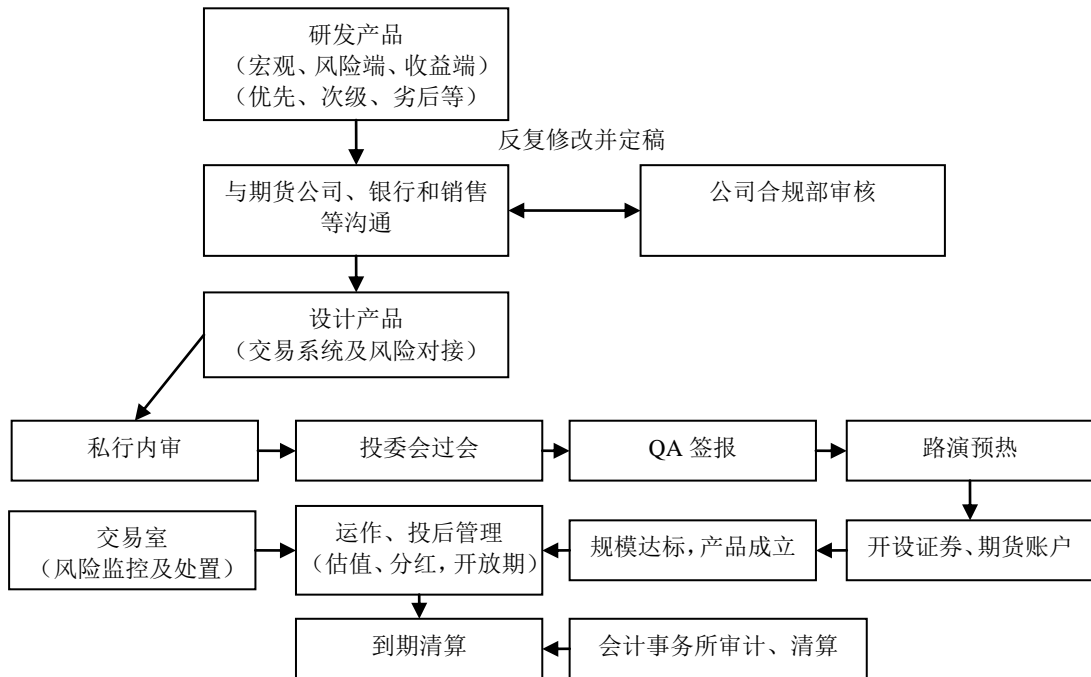 研发产品
（宏观、风险端、收益端）
（优先、次级、劣后等）
反复修改并定稿
与期货公司、银行和销售
等沟通
公司合规部审核
设计产品
（交易系统及风险对接）
私行内审
投委会过会
QA 签报
路演预热
交易室
（风险监控及处置）
运作、投后管理
（估值、分红，开放期）
规模达标，产品成立
开设证券、期货账户
到期清算
会计事务所审计、清算